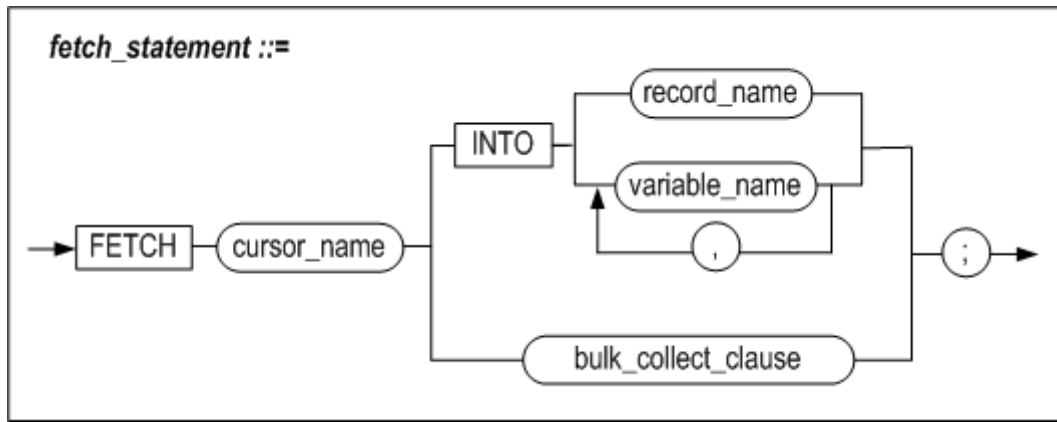 fetch_statement ::=
record_name
INTO
variable_name
FETCH cursor_name , ;
bulk_collect_clause